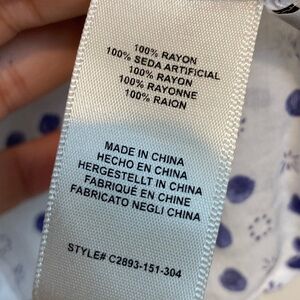 100% RAYON
100% SEDA ARTIFICIAL
100% RAYON
100% RAYONNE
100% RAION
MADE IN CHINA
HECHO EN CHINA
HERGESTELLT IN CHINA
FABRIQUÉ EN CHINE
FABRICATO NEGLI CHINA
STYLE# C2893-151-304